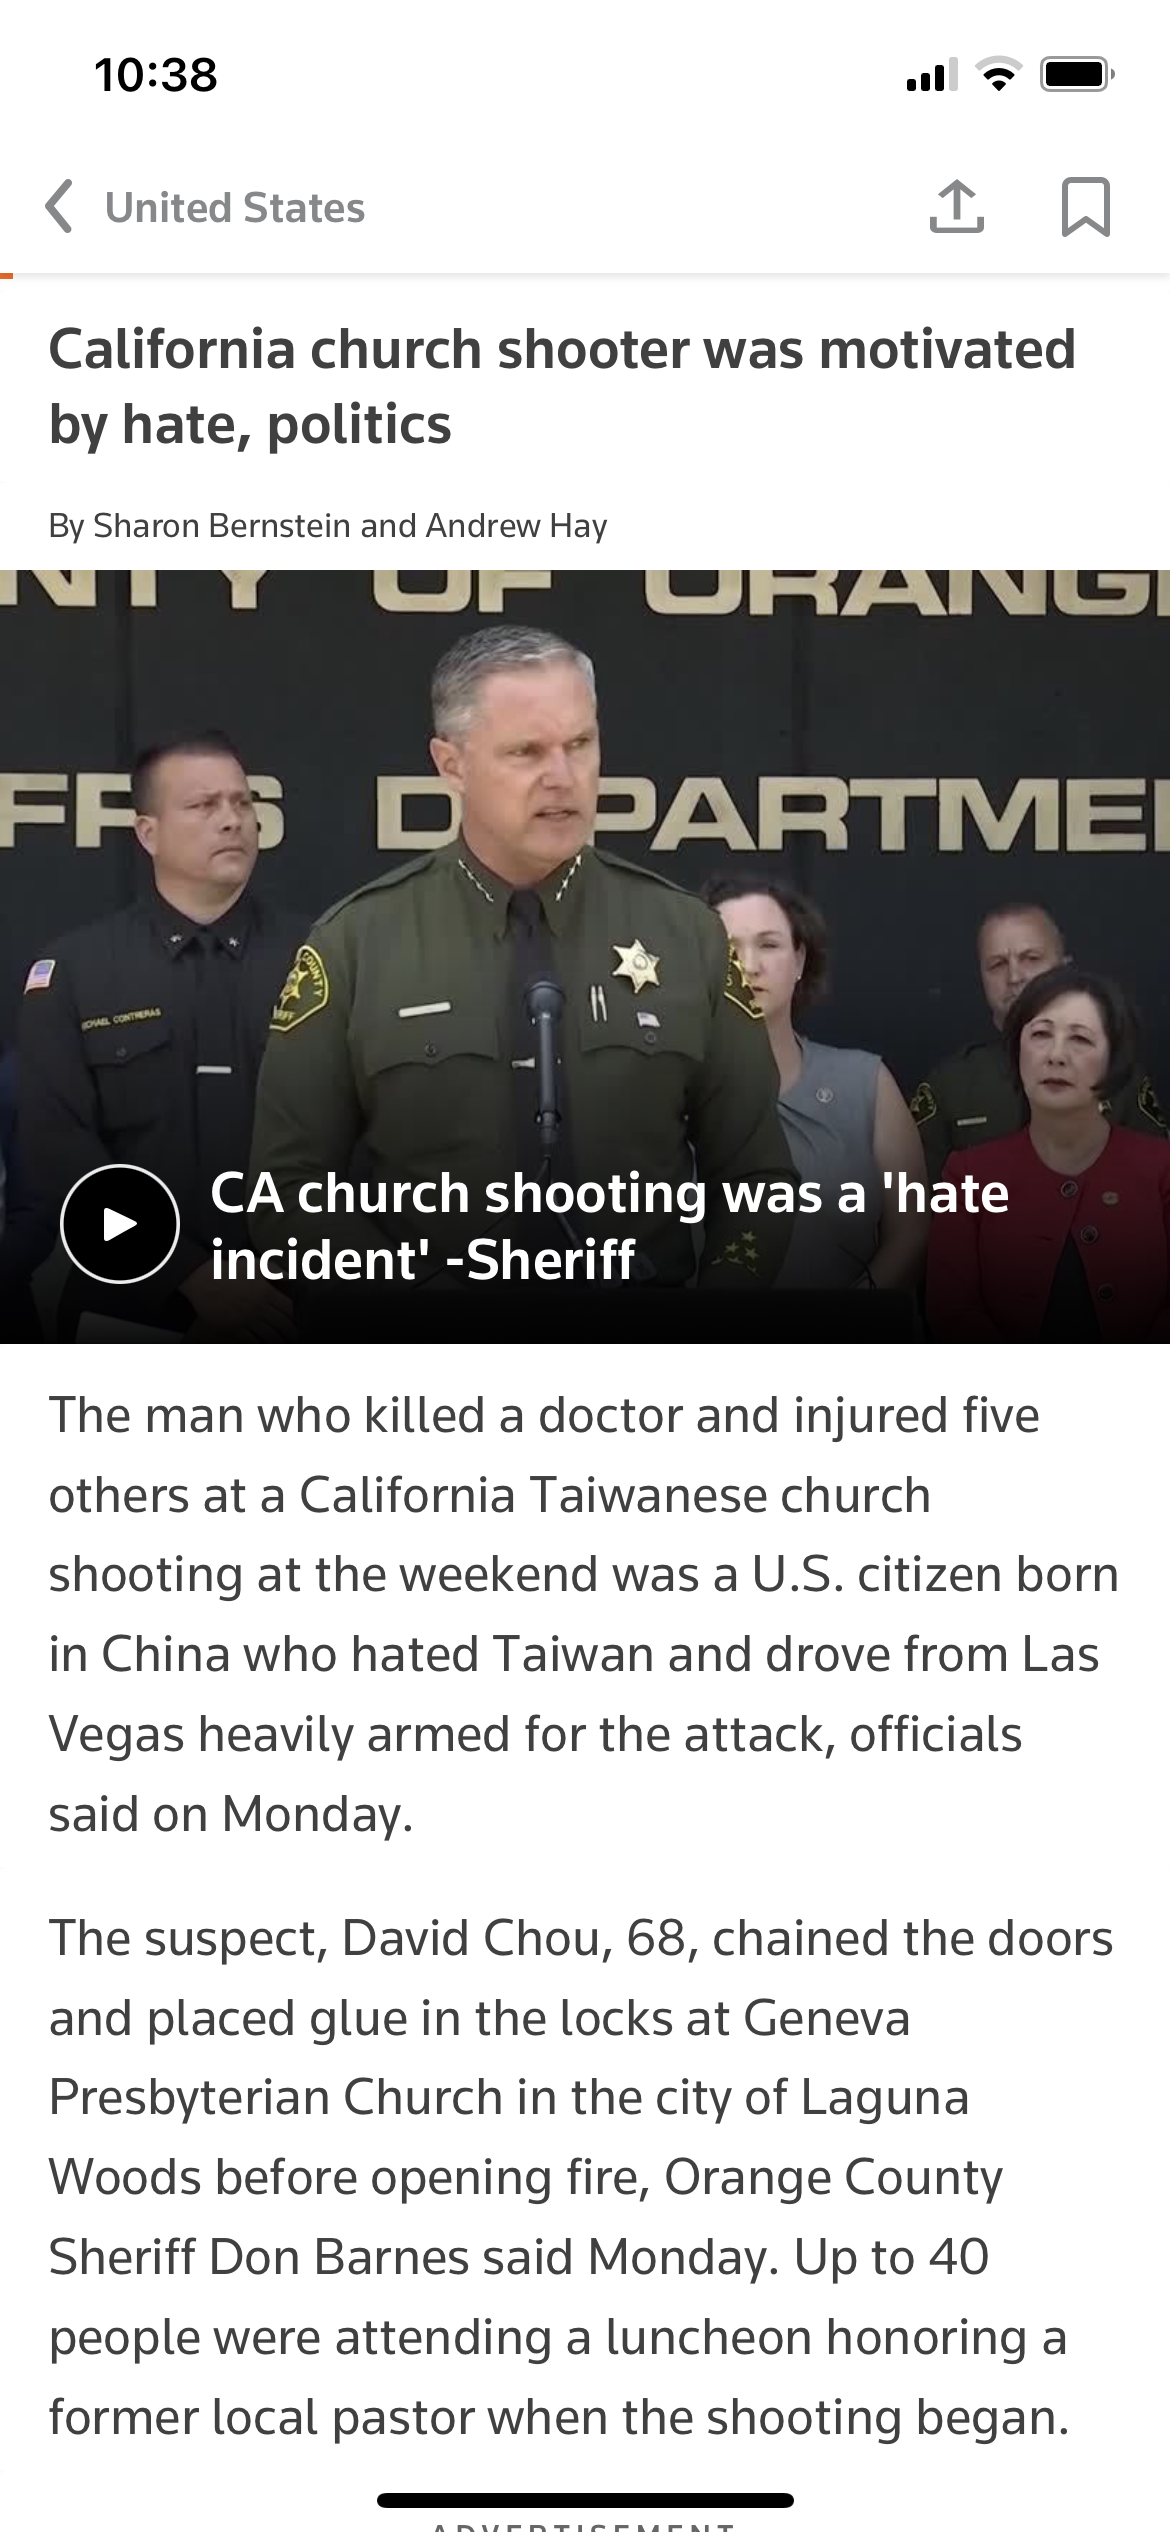 10:38
United States
California church shooter was motivated
by hate, politics
By Sharon Bernstein and Andrew Hay
NTY OF ORANG
FF S D PARTME
COUNTY
CHAEL CONTRERAS
CA church shooting was a 'hate
incident' -Sheriff
The man who killed a doctor and injured five
others at a California Taiwanese church
shooting at the weekend was a U.S. citizen born
in China who hated Taiwan and drove from Las
Vegas heavily armed for the attack, officials
said on Monday.
The suspect, David Chou, 68, chained the doors
and placed glue in the locks at Geneva
Presbyterian Church in the city of Laguna
Woods before opening fire, Orange County
Sheriff Don Barnes said Monday. Up to 40
people were attending a luncheon honoring a
former local pastor when the shooting began.
ADVERTISEMENT